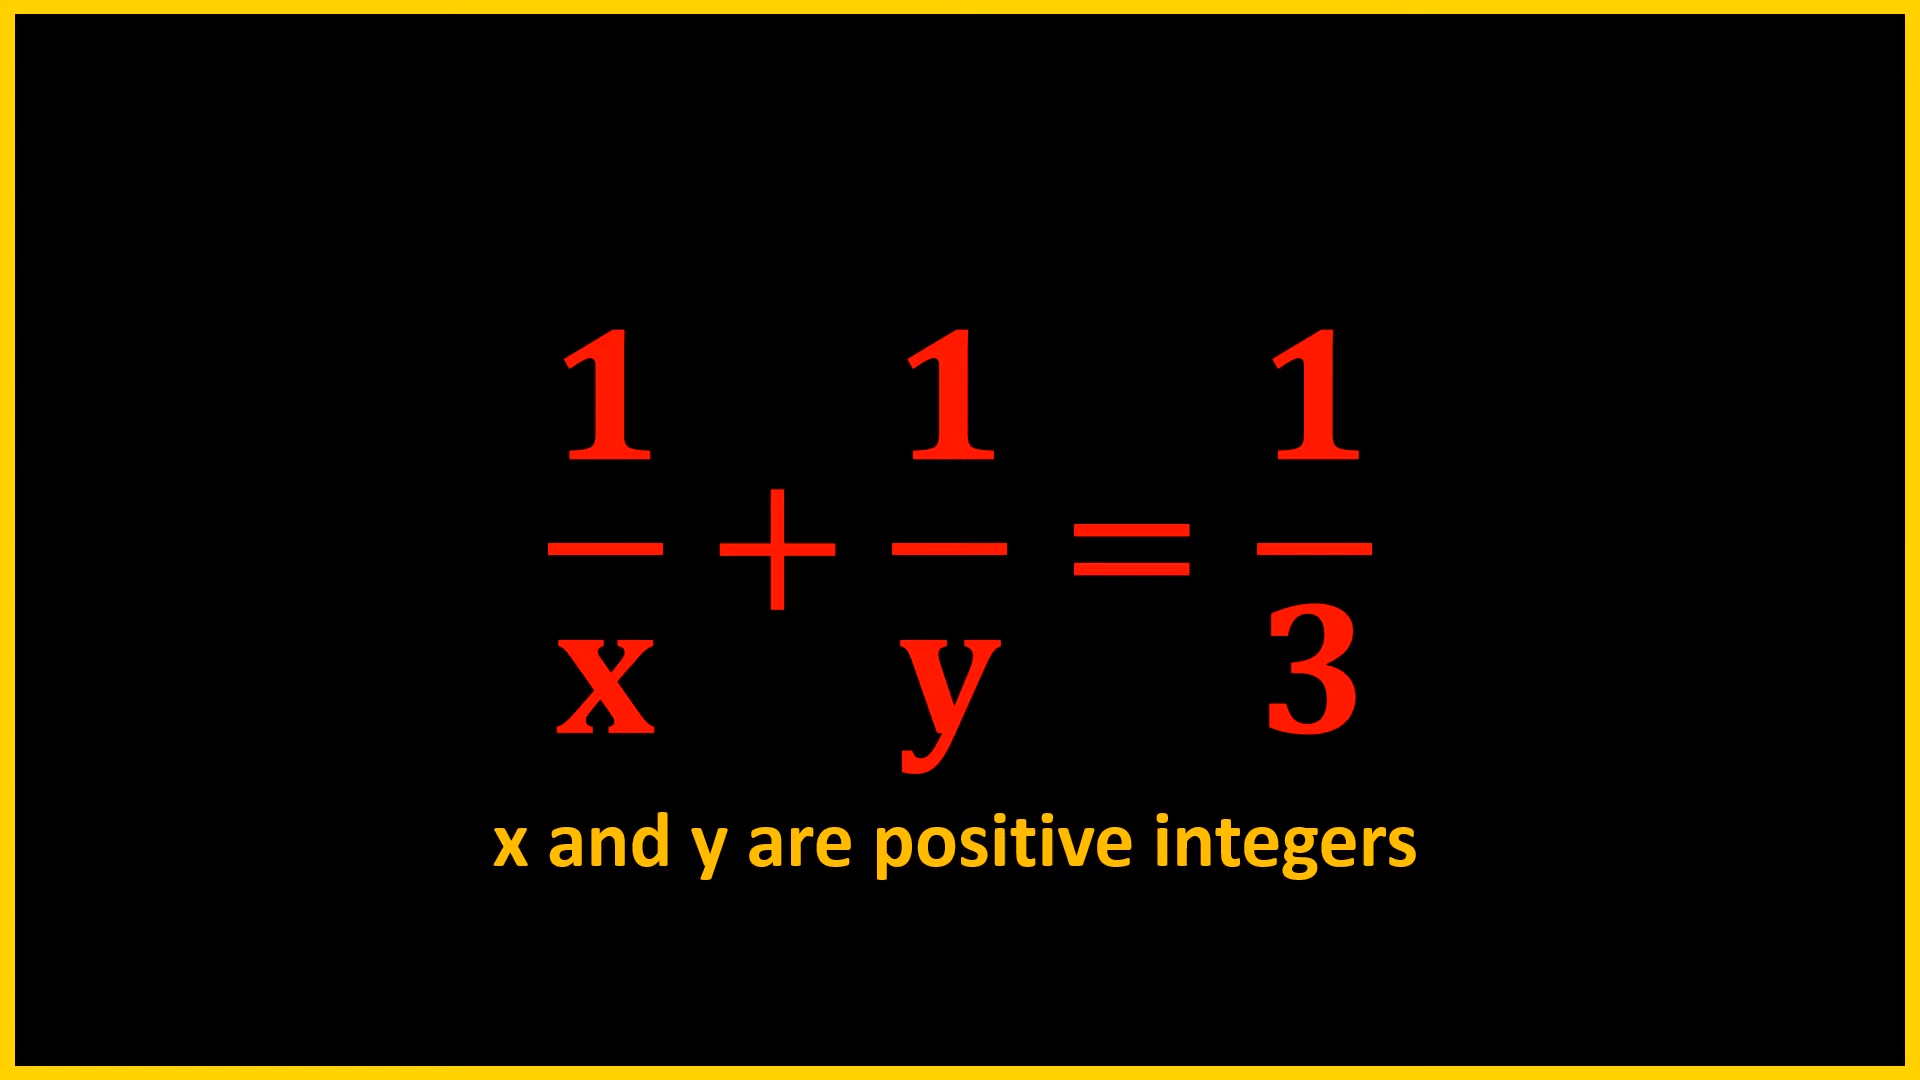 1/x + 1/y = 1/3
x and y are positive integers